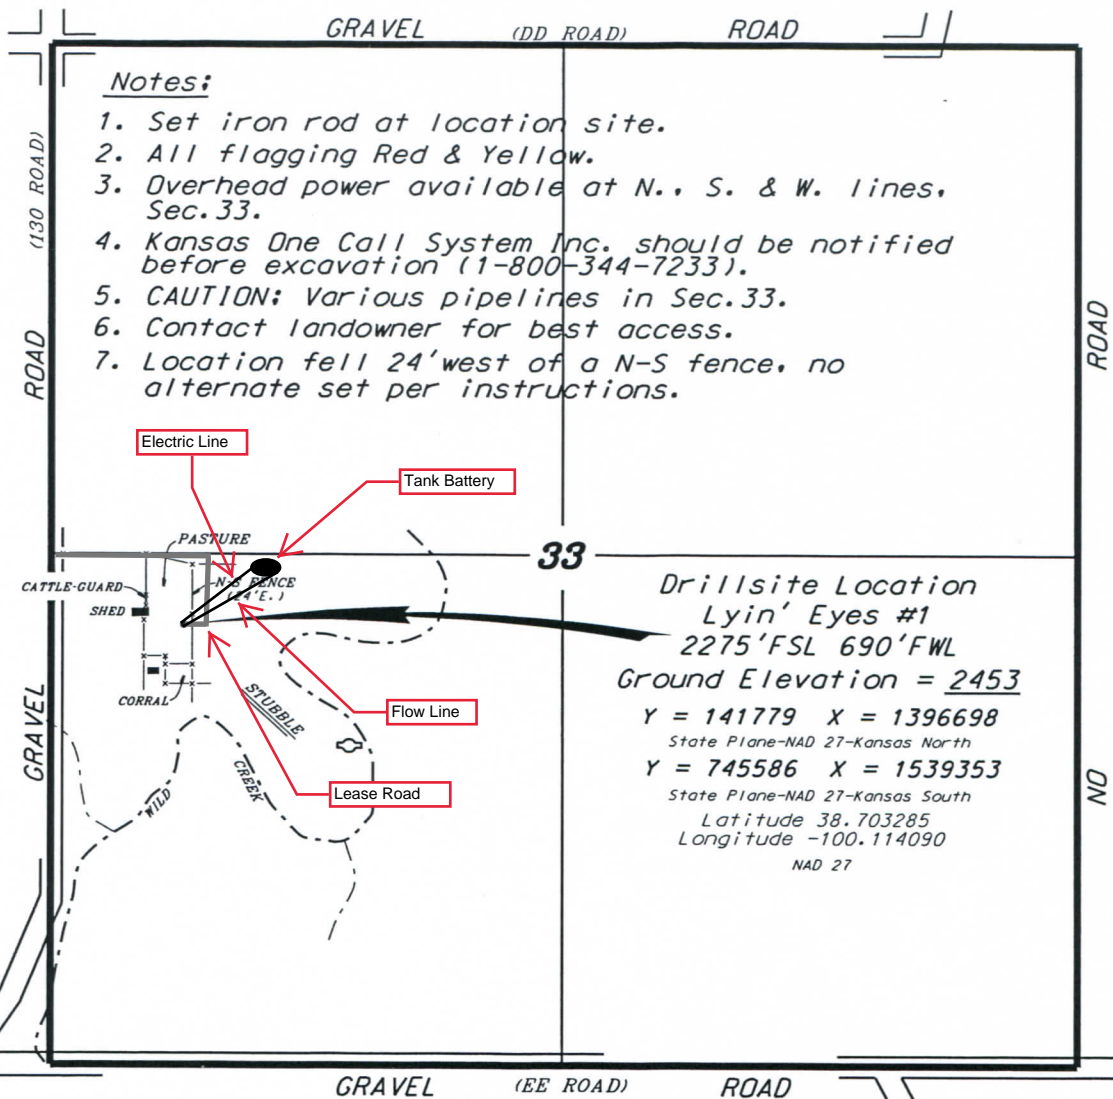 GRAVEL (DD ROAD) ROAD
Notes:
1. Set iron rod at location site.
2. All flagging Red & Yellow.
3. Overhead power available at N., S. & W. lines,
Sec.33.
4. Kansas One Call System Inc. should be notified
before excavation (1-800-344-7233).
5. CAUTION: Various pipelines in Sec.33.
6. Contact landowner for best access.
7. Location fell 24'west of a N-S fence, no
alternate set per instructions.
(130 ROAD)
ROAD
GRAVEL
ROAD
NO
Electric Line
Tank Battery
PASTURE
33
CATTLE-GUARD
N-S FENCE
(24'E.)
SHED
CORRAL
STUBBLE
Flow Line
WILD
CREEK
Lease Road
Drillsite Location
Lyin' Eyes #1
2275'FSL 690'FWL
Ground Elevation = 2453
Y = 141779 X = 1396698
State Plane-NAD 27-Kansas North
Y = 745586 X = 1539353
State Plane-NAD 27-Kansas South
Latitude 38.703285
Longitude -100.114090
NAD 27
GRAVEL (EE ROAD) ROAD